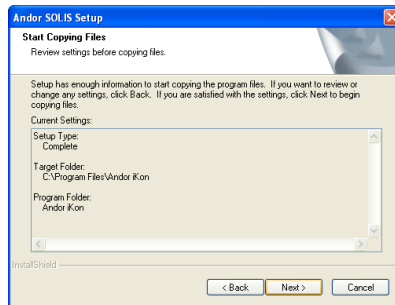 Andor SOLIS Setup
Start Copying Files
Review settings before copying files.
Setup has enough information to start copying the program files. If you want to review or
change any settings, click Back. If you are satisfied with the settings, click Next to begin
copying files.
Current Settings:
Setup Type:
Complete
Target Folder:
C:\Program Files\Andor iKon
Program Folder:
Andor iKon
InstallShield
< Back Next > Cancel